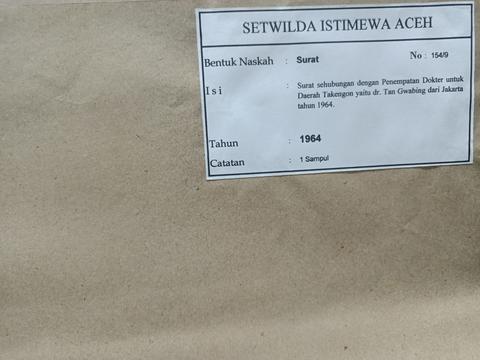 SETWILDA ISTIMEWA ACEH
Bentuk Naskah : Surat No : 154/9
I s i : Surat sehubungan dengan Penempatan Dokter untuk
Daerah Takengon yaitu dr. Tan Gwabing dari Jakarta
tahun 1964.
Tahun : 1964
Catatan : 1 Sampul